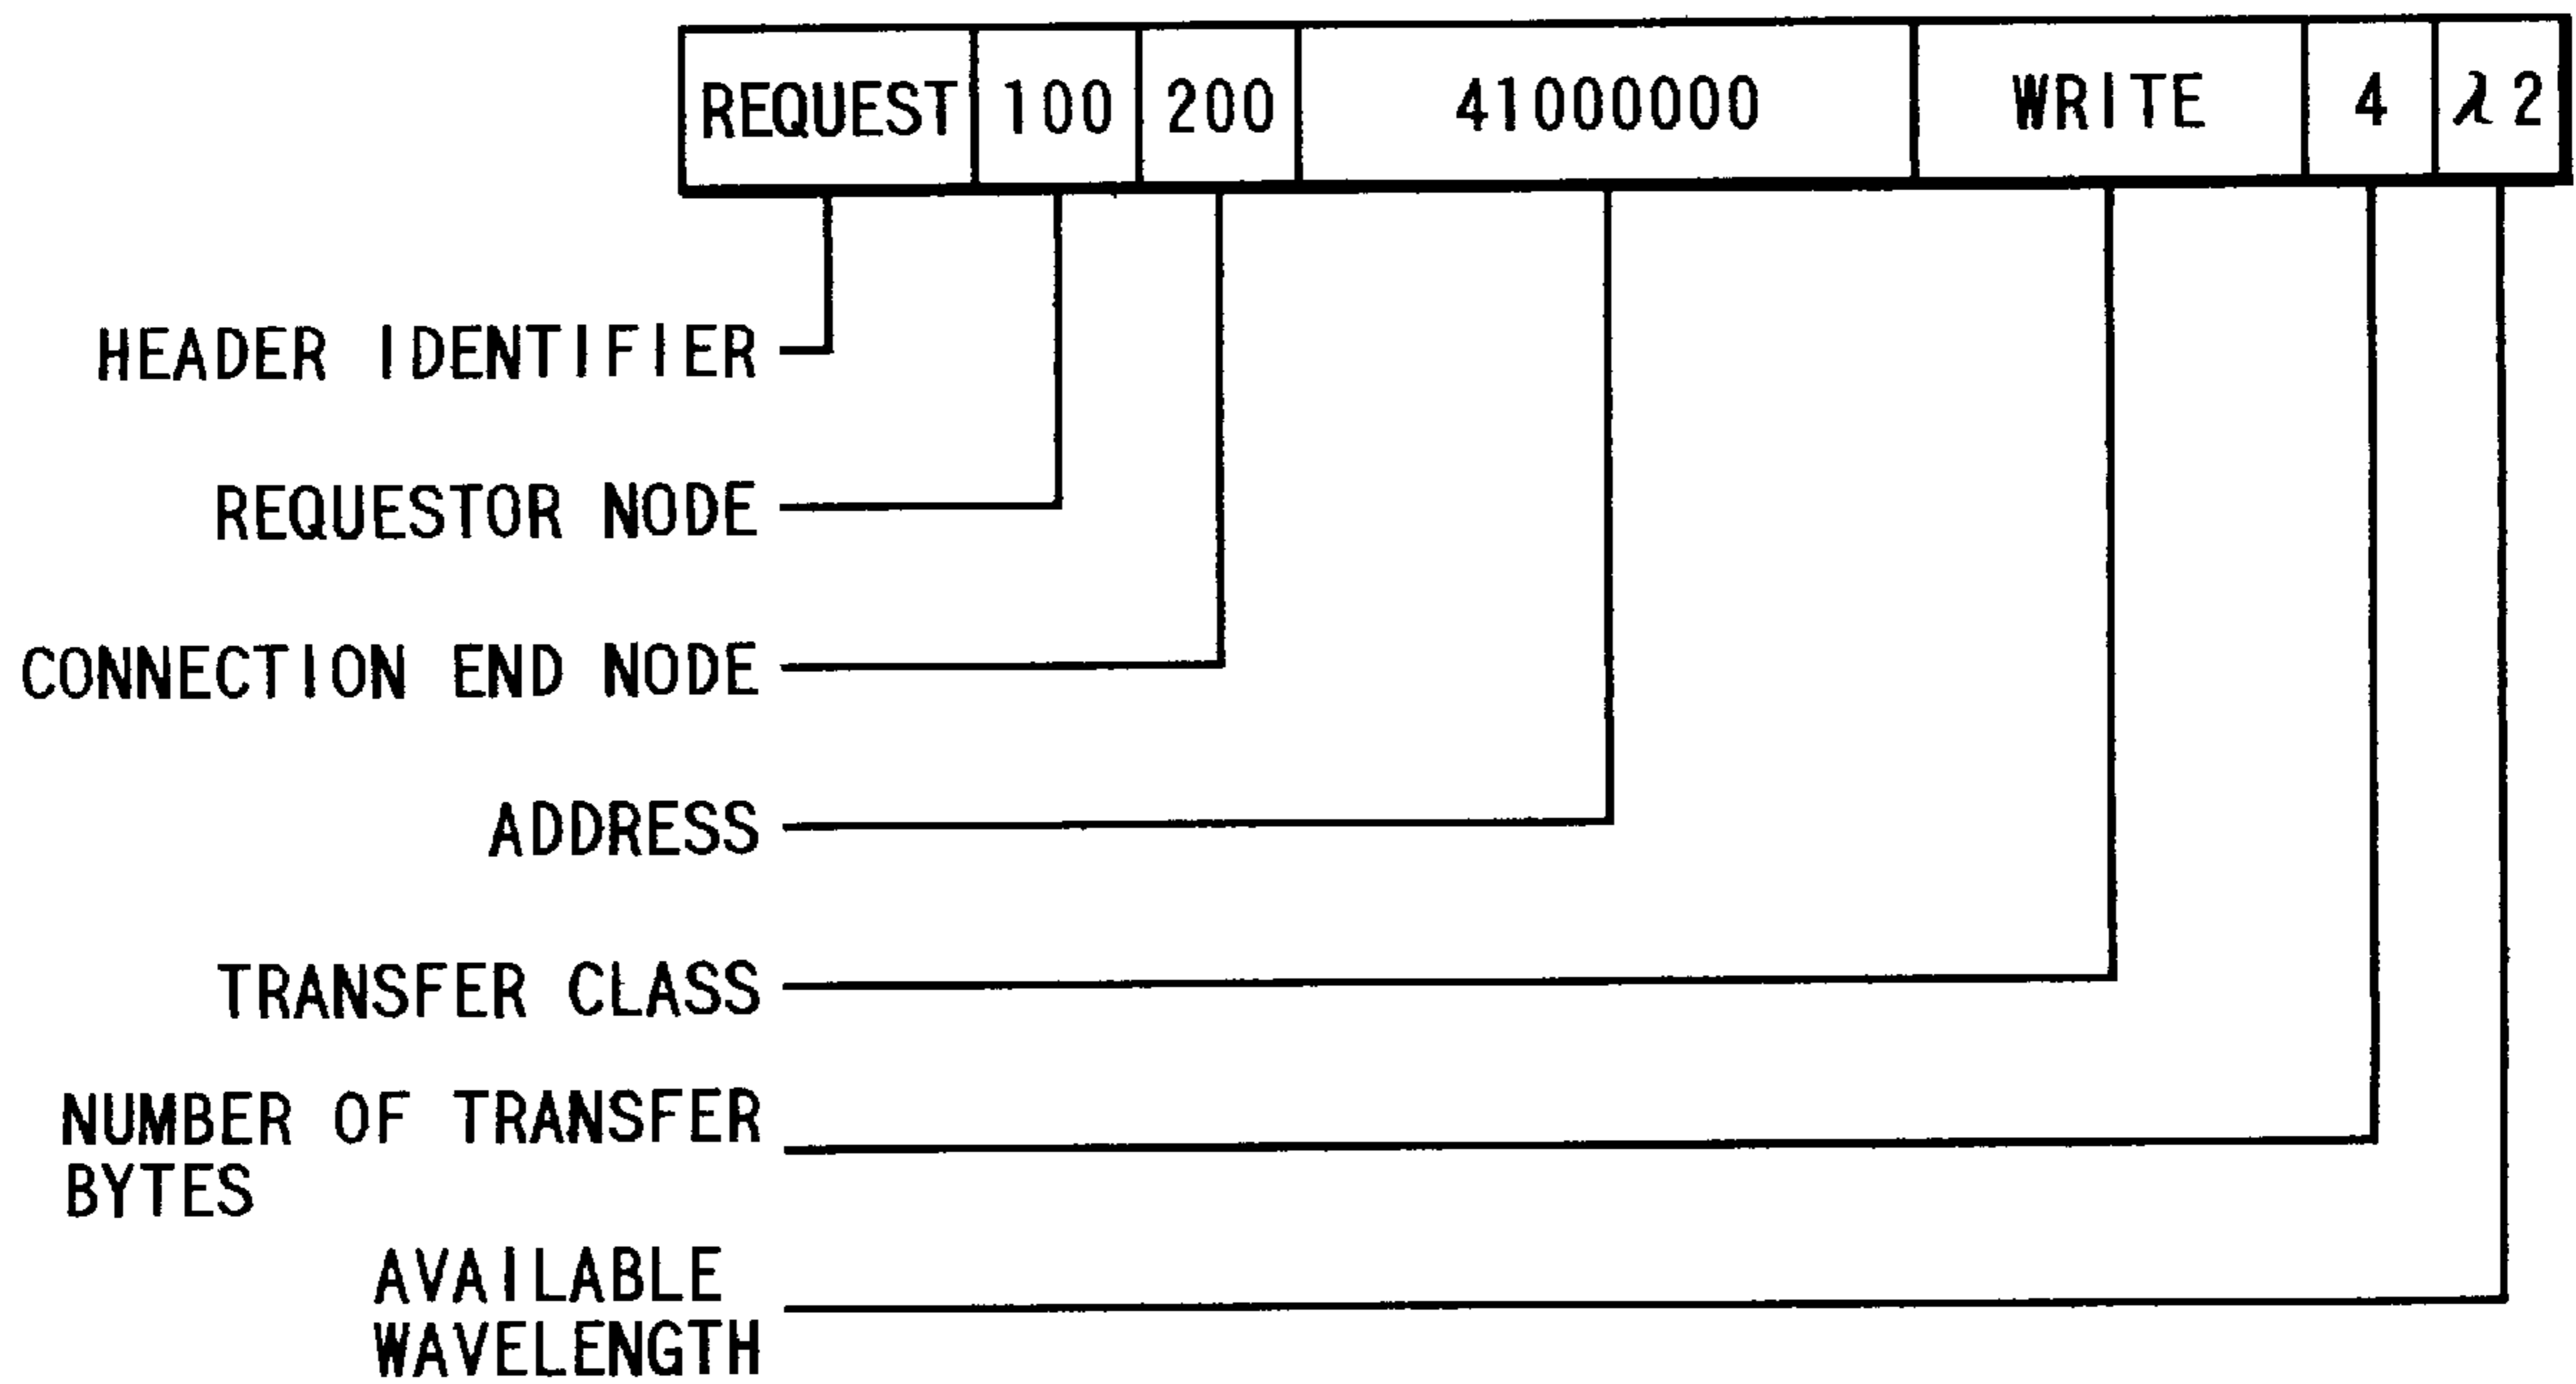 REQUEST 100 200 41000000 WRITE 4 λ2
HEADER IDENTIFIER
REQUESTOR NODE
CONNECTION END NODE
ADDRESS
TRANSFER CLASS
NUMBER OF TRANSFER
BYTES
AVAILABLE
WAVELENGTH